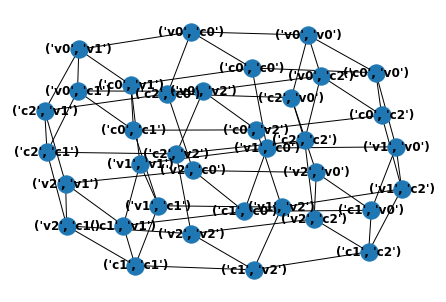 ('v0', 'c0')
('v0', 'v0')
('v0', 'v1')
('c0', 'c0')
('v0', 'c2')
('c0', 'v0')
('c0', 'v1')
('v0', 'c1')
('c2', 'c0')
('v0', 'v2')
('c2', 'v0')
('c2', 'v1')
('c0', 'c2')
('c0', 'c1')
('c0', 'v2')
('c2', 'c2')
('v1', 'c0')
('v1', 'v0')
('c2', 'c1')
('c2', 'v2')
('v1', 'v1')
('v2', 'c0')
('v2', 'v0')
('v2', 'v1')
('v1', 'c2')
('v1', 'c1')
('c1', 'c0')
('v1', 'v2')
('c1', 'v0')
('v2', 'c2')
('v2', 'c1')
('c1', 'v1')
('v2', 'v2')
('c1', 'c2')
('c1', 'c1')
('c1', 'v2')